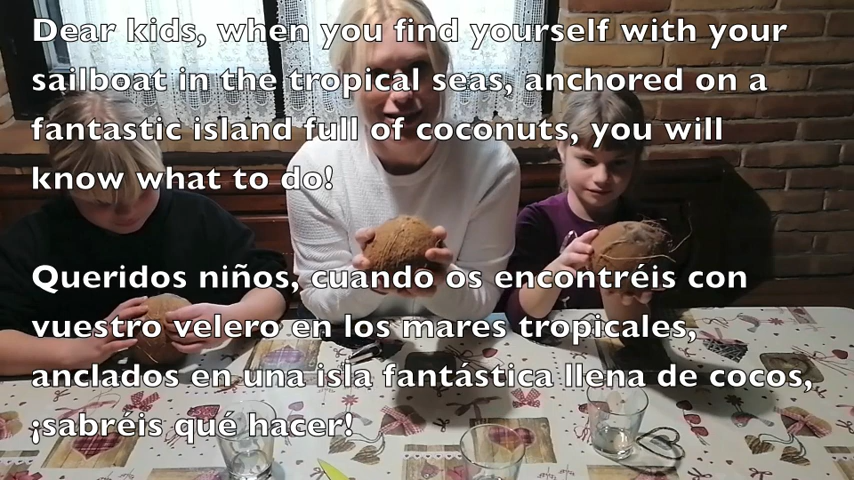 Dear kids, when you find yourself with your
sailboat in the tropical seas, anchored on a
fantastic island full of coconuts, you will
know what to do!
Queridos niños, cuando os encontréis con
vuestro velero en los mares tropicales,
anclados en una isla fantástica llena de cocos,
¡sabréis qué hacer!